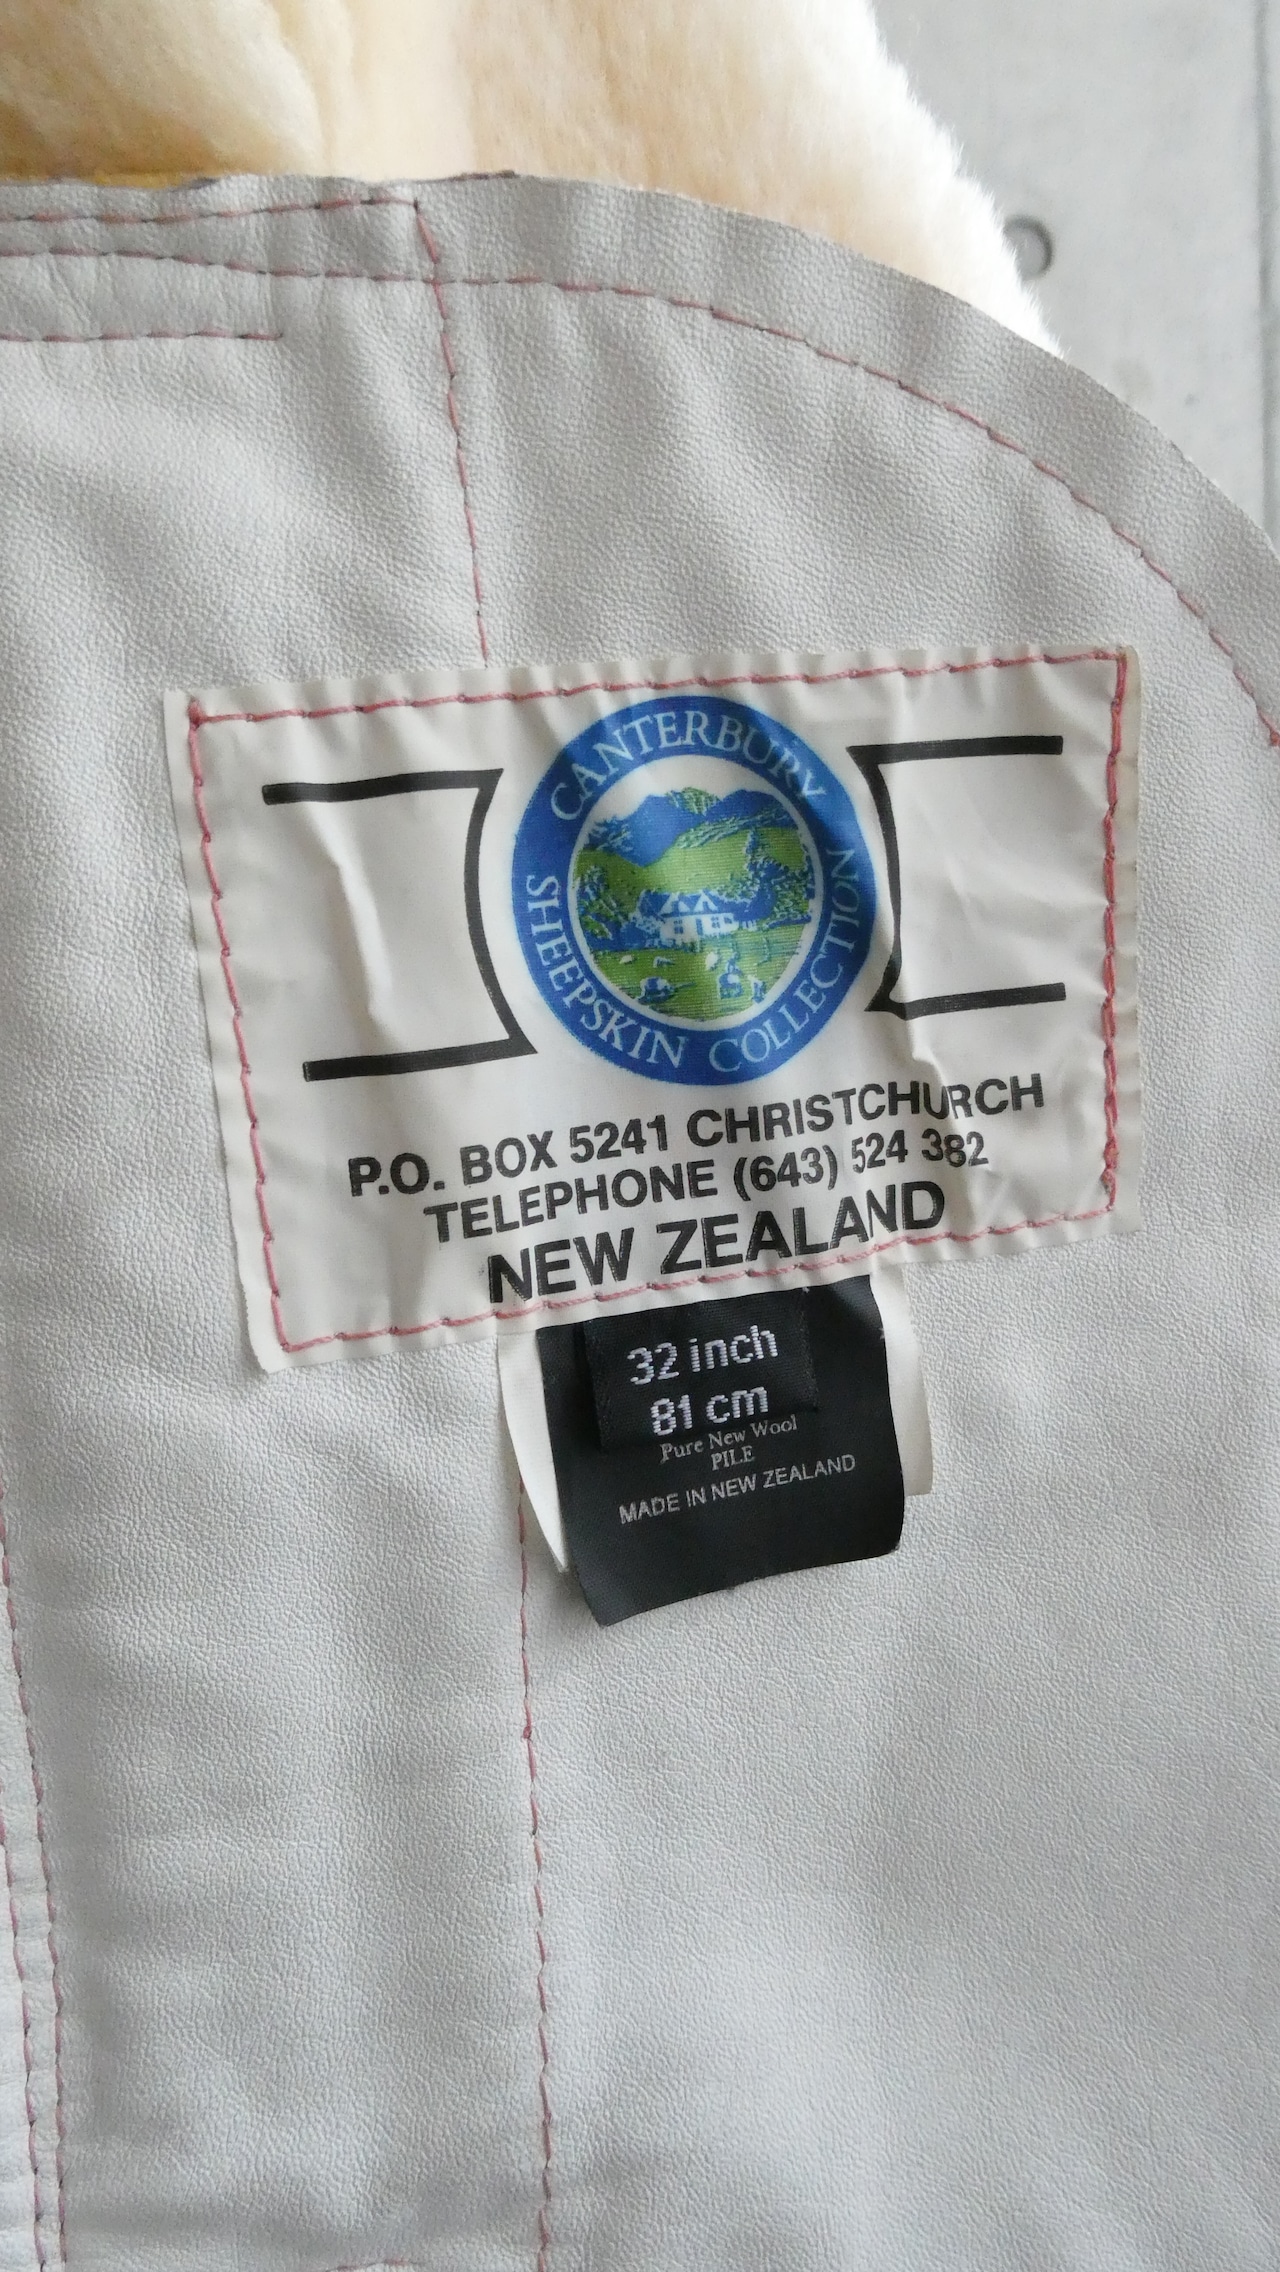 CANTERBURY
SHEEPSKIN COLLECTION
P.O. BOX 5241 CHRISTCHURCH
TELEPHONE (643) 524 382
NEW ZEALAND
32 inch
81 cm
Pure New Wool
PILE
MADE IN NEW ZEALAND